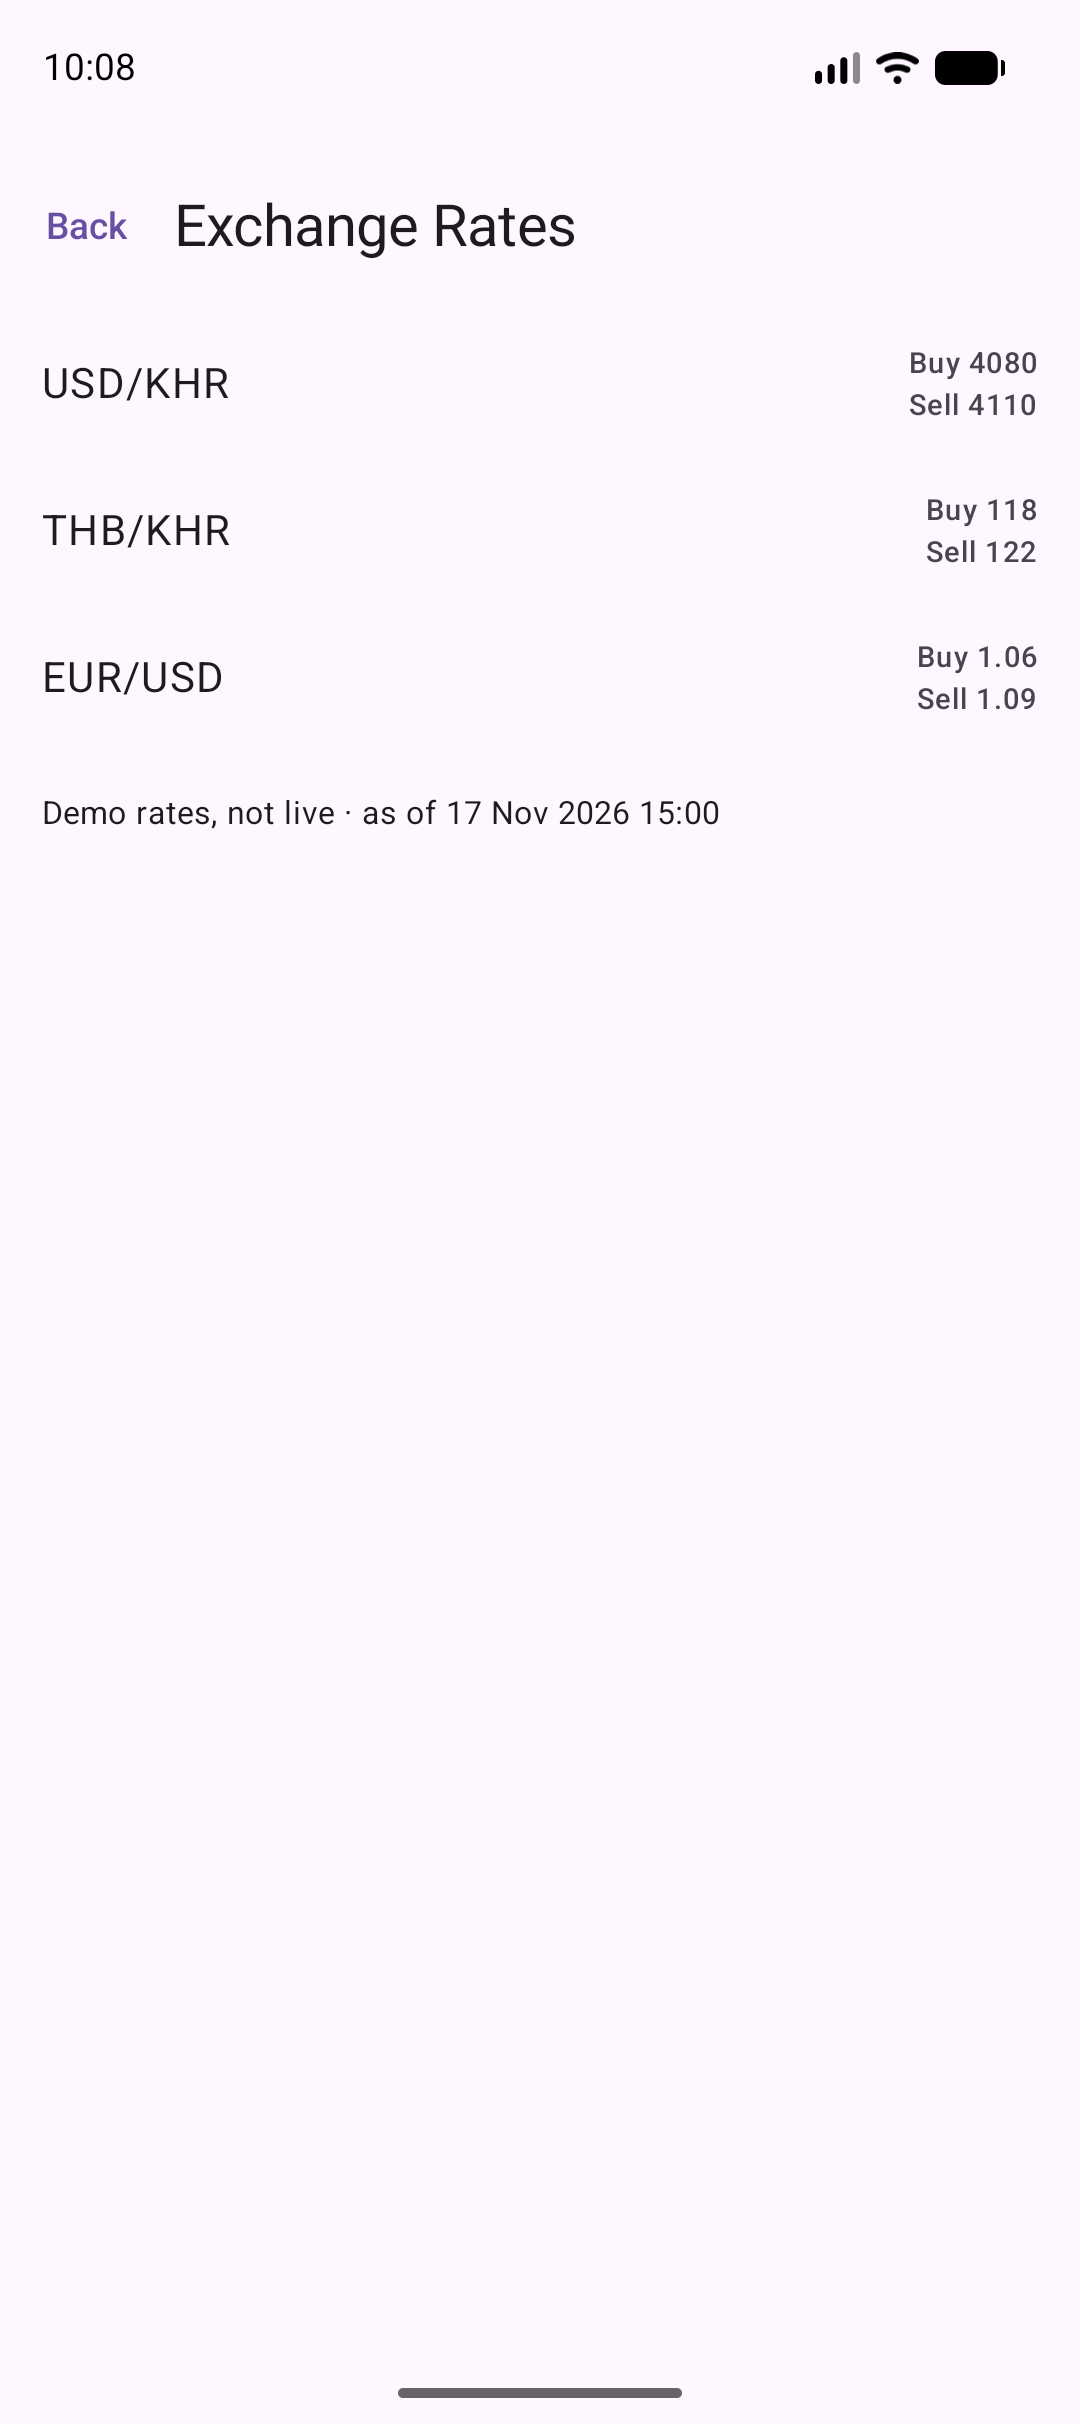 10:08
Back
Exchange Rates
USD/KHR
Buy 4080
Sell 4110
THB/KHR
Buy 118
Sell 122
EUR/USD
Buy 1.06
Sell 1.09
Demo rates, not live · as of 17 Nov 2026 15:00